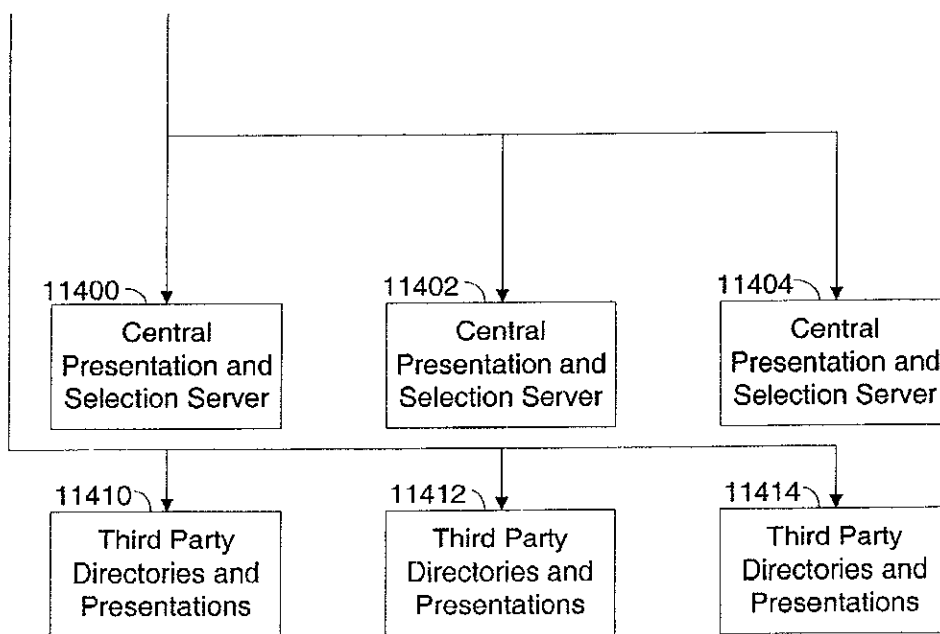 11400
Central
Presentation and
Selection Server
11402
Central
Presentation and
Selection Server
11404
Central
Presentation and
Selection Server
11410
Third Party
Directories and
Presentations
11412
Third Party
Directories and
Presentations
11414
Third Party
Directories and
Presentations